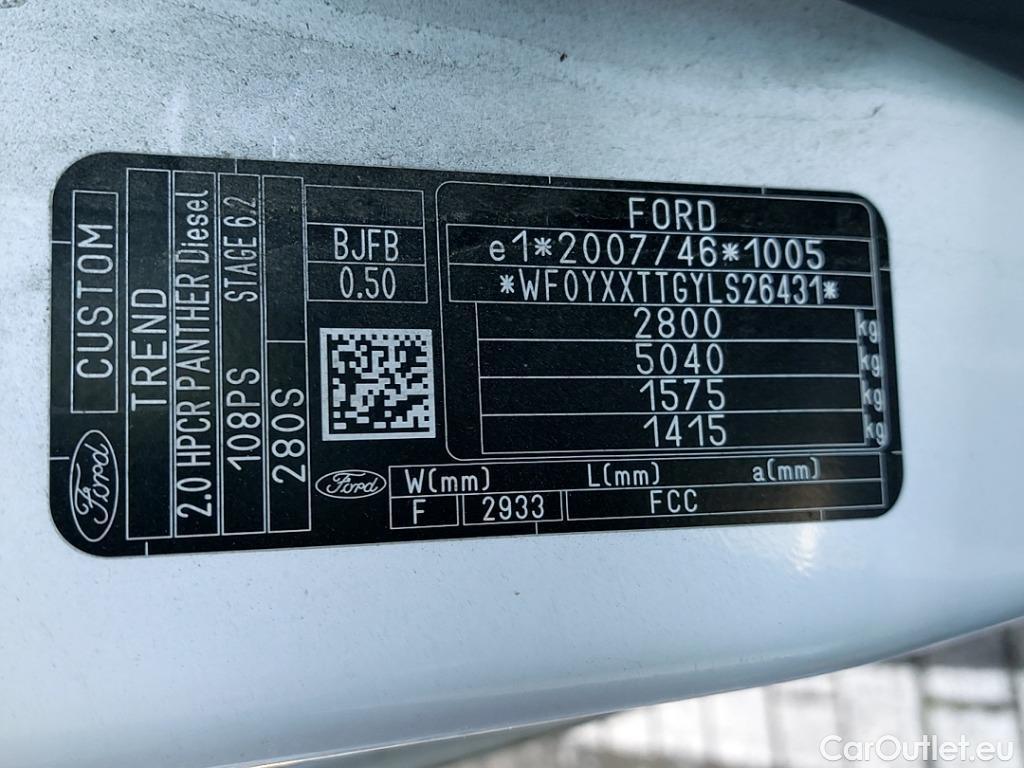 Ford
CUSTOM
TREND
2.0 HPCR PANTHER Diesel
108PS STAGE 6.2
280S
BJFB
0.50
Ford
FORD
e1*2007/46*1005
*WF0YXXTTGYLS26431*
2800 kg
5040 kg
1575 kg
1415 kg
W(mm) L(mm) a(mm)
F 2933 FCC
CarOutlet.eu